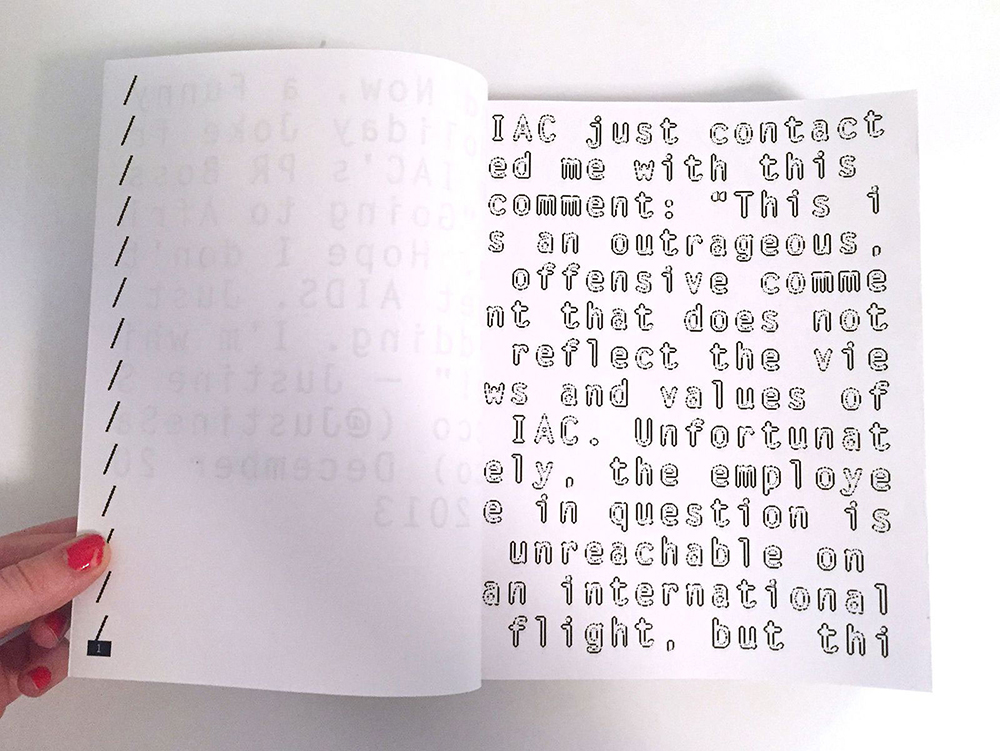 /
/
/
/
/
/
/
/
/
/
/
/
/
/
1
IAC just contact
ed me with this
comment: “This i
s an outrageous,
offensive comme
nt that does not
reflect the vie
ws and values of
IAC. Unfortunat
ely, the employe
e in question is
unreachable on
an international
flight, but thi